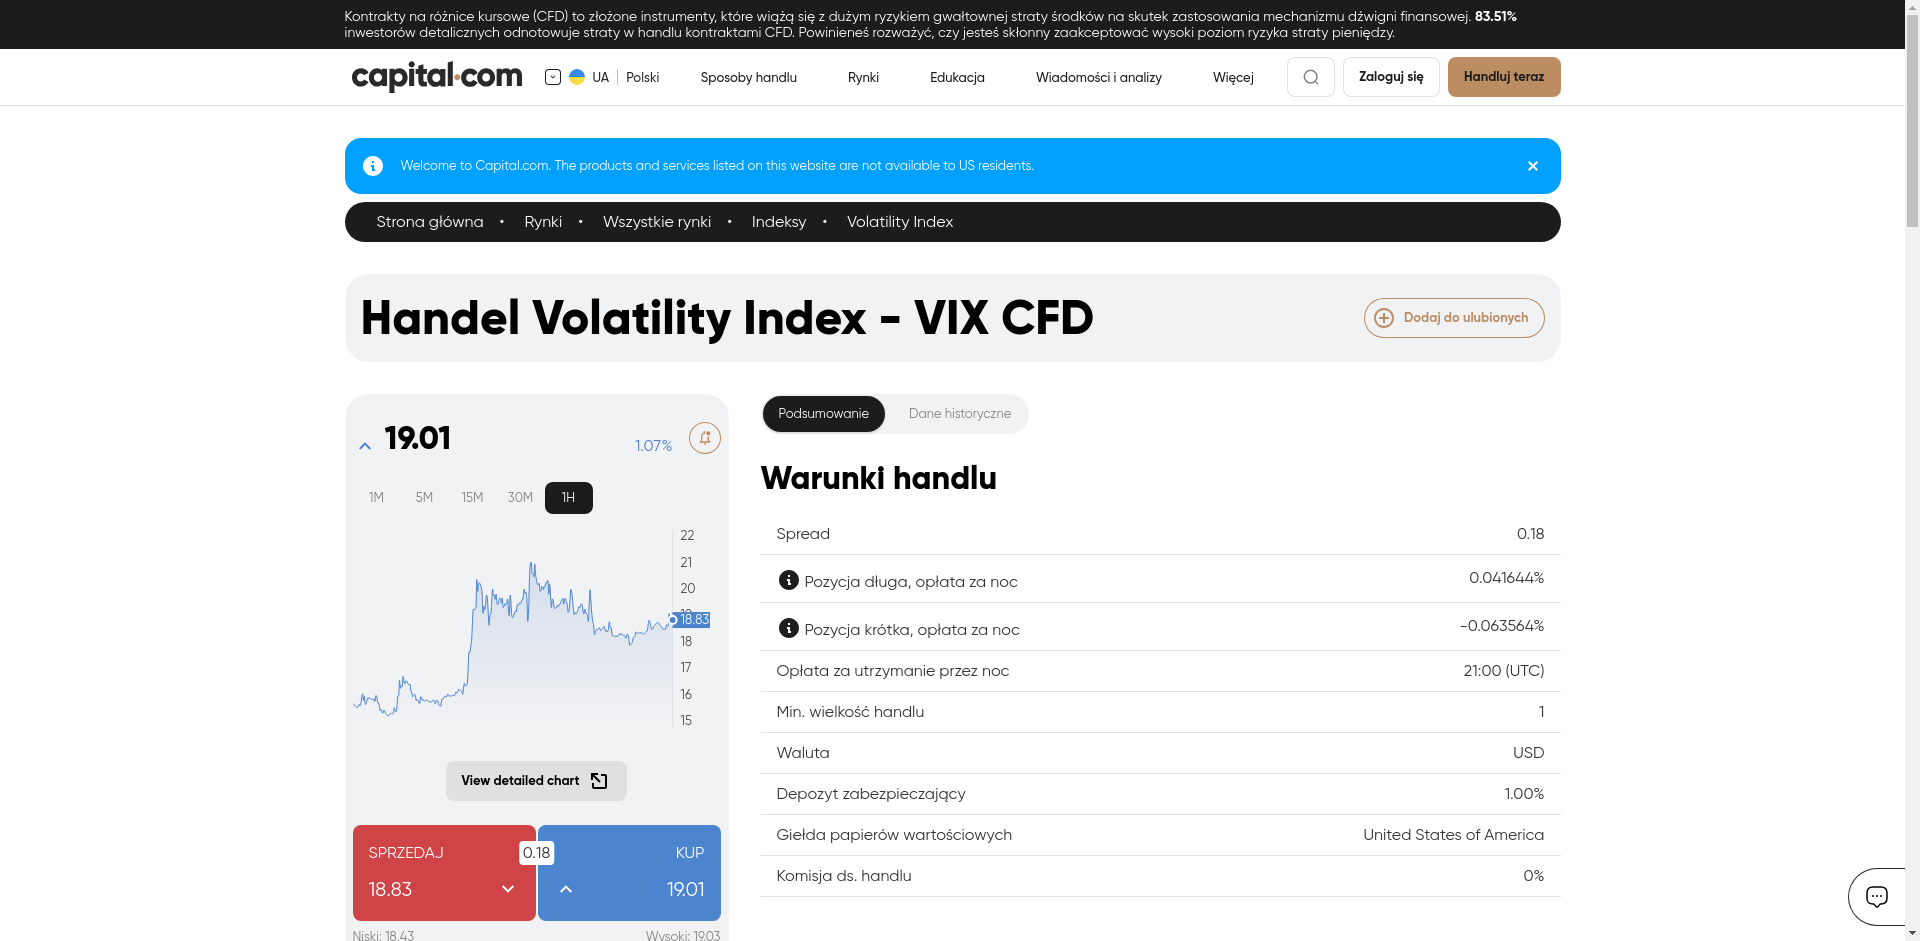 Kontrakty na różnice kursowe (CFD) to złożone instrumenty, które wiążą się z dużym ryzykiem gwałtownej straty środków na skutek zastosowania mechanizmu dźwigni finansowej. 83.51%
inwestorów detalicznych odnotowuje straty w handlu kontraktami CFD. Powinieneś rozważyć, czy jesteś skłonny zaakceptować wysoki poziom ryzyka straty pieniędzy.
capital.com UA Polski Sposoby handlu Rynki Edukacja Wiadomości i analizy Więcej Zaloguj się Handluj teraz
Welcome to Capital.com. The products and services listed on this website are not available to US residents.
Strona główna • Rynki • Wszystkie rynki • Indeksy • Volatility Index
Handel Volatility Index - VIX CFD
Dodaj do ulubionych
19.01 1.07%
1M 5M 15M 30M 1H
22
21
20
18.83
18
17
16
15
View detailed chart
SPRZEDAJ 0.18 KUP
18.83 19.01
Niski: 18.43 Wysoki: 19.03
Podsumowanie Dane historyczne
Warunki handlu
Spread 0.18
Pozycja długa, opłata za noc 0.041644%
Pozycja krótka, opłata za noc -0.063564%
Opłata za utrzymanie przez noc 21:00 (UTC)
Min. wielkość handlu 1
Waluta USD
Depozyt zabezpieczający 1.00%
Giełda papierów wartościowych United States of America
Komisja ds. handlu 0%